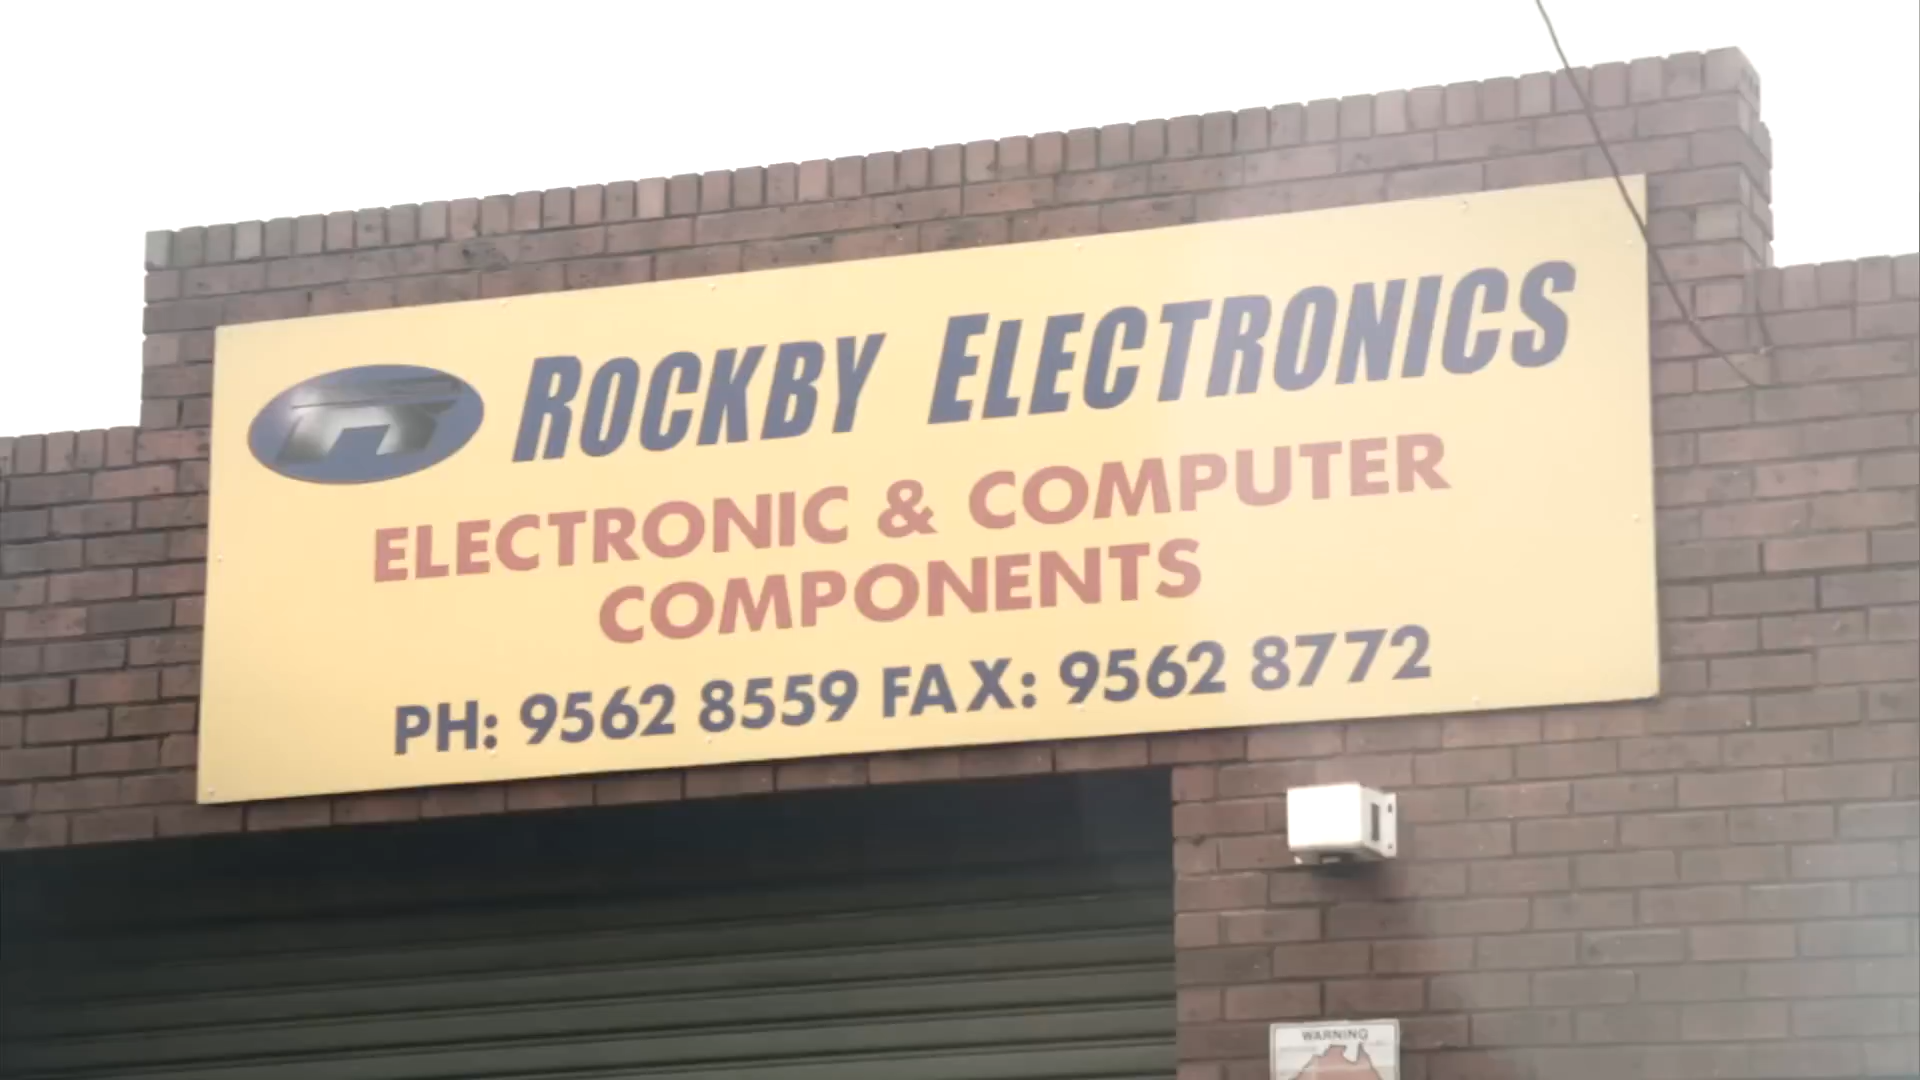 ROCKBY ELECTRONICS
ELECTRONIC & COMPUTER
COMPONENTS
PH: 9562 8559 FAX: 9562 8772
WARNING